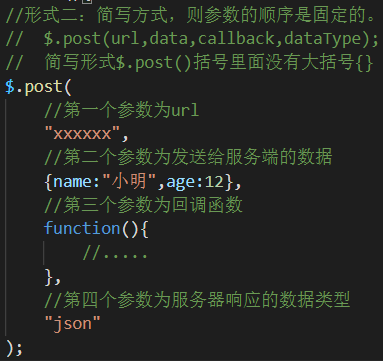 //形式二：简写方式，则参数的顺序是固定的。
//  $.post(url,data,callback,dataType);
//  简写形式$.post()括号里面没有大括号{}
$.post(
    //第一个参数为url
    "xxxxxx",
    //第二个参数为发送给服务端的数据
    {name:"小明",age:12},
    //第三个参数为回调函数
    function(){
        //.....
    },
    //第四个参数为服务器响应的数据类型
    "json"
);